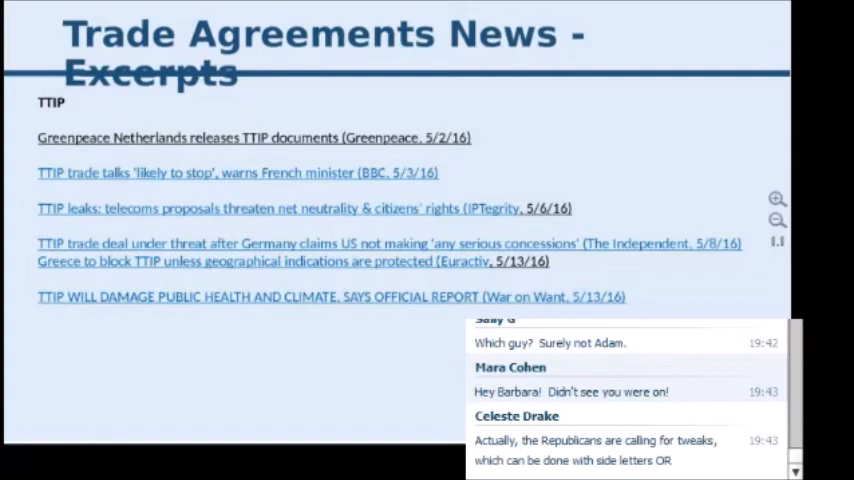 Trade Agreements News -
Excerpts
TTIP
Greenpeace Netherlands releases TTIP documents (Greenpeace, 5/2/16)
TTIP trade talks 'likely to stop', warns French minister (BBC, 5/3/16)
TTIP leaks: telecoms proposals threaten net neutrality & citizens' rights (IPTegrity, 5/6/16)
TTIP trade deal under threat after Germany claims US not making 'any serious concessions' (The Independent, 5/8/16)
Greece to block TTIP unless geographical indications are protected (Euractiv, 5/13/16)
TTIP WILL DAMAGE PUBLIC HEALTH AND CLIMATE, SAYS OFFICIAL REPORT (War on Want, 5/13/16)
1:1
Sally G
Which guy? Surely not Adam. 19:42
Mara Cohen
Hey Barbara! Didn't see you were on! 19:43
Celeste Drake
Actually, the Republicans are calling for tweaks, 19:43
which can be done with side letters OR